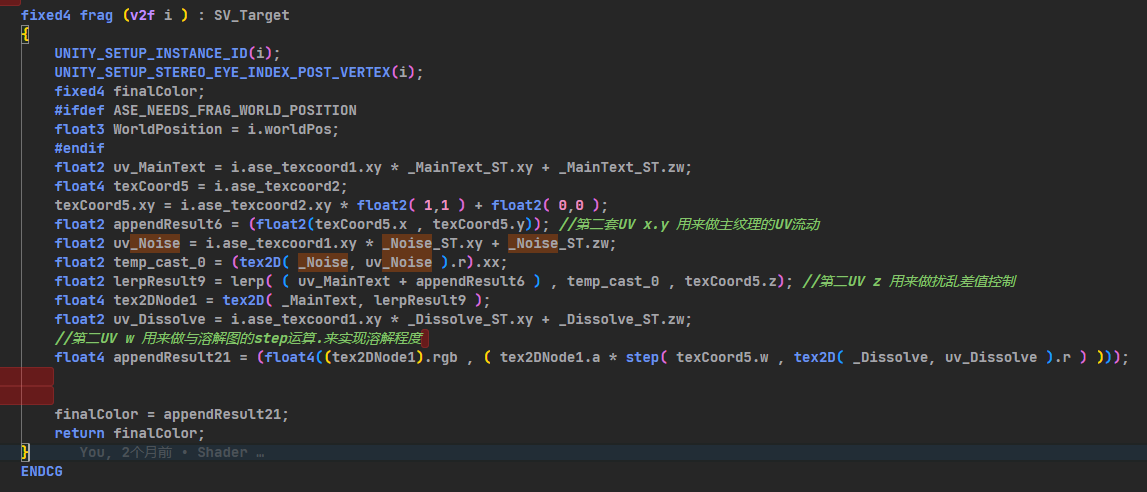 fixed4 frag (v2f i ) : SV_Target
{
UNITY_SETUP_INSTANCE_ID(i);
UNITY_SETUP_STEREO_EYE_INDEX_POST_VERTEX(i);
fixed4 finalColor;
#ifdef ASE_NEEDS_FRAG_WORLD_POSITION
float3 WorldPosition = i.worldPos;
#endif
float2 uv_MainText = i.ase_texcoord1.xy * _MainText_ST.xy + _MainText_ST.zw;
float4 texCoord5 = i.ase_texcoord2;
texCoord5.xy = i.ase_texcoord2.xy * float2( 1,1 ) + float2( 0,0 );
float2 appendResult6 = (float2(texCoord5.x , texCoord5.y)); //第二套UV x.y 用来做主纹理的UV流动
float2 uv_Noise = i.ase_texcoord1.xy * _Noise_ST.xy + _Noise_ST.zw;
float2 temp_cast_0 = (tex2D( _Noise, uv_Noise ).r).xx;
float2 lerpResult9 = lerp( ( uv_MainText + appendResult6 ) , temp_cast_0 , texCoord5.z); //第二UV z 用来做扰乱差值控制
float4 tex2DNode1 = tex2D( _MainText, lerpResult9 );
float2 uv_Dissolve = i.ase_texcoord1.xy * _Dissolve_ST.xy + _Dissolve_ST.zw;
//第二UV w 用来做与溶解图的step运算.来实现溶解程度
float4 appendResult21 = (float4((tex2DNode1).rgb , ( tex2DNode1.a * step( texCoord5.w , tex2D( _Dissolve, uv_Dissolve ).r ) )));
finalColor = appendResult21;
return finalColor;
} You, 2个月前 • Shader …
ENDCG